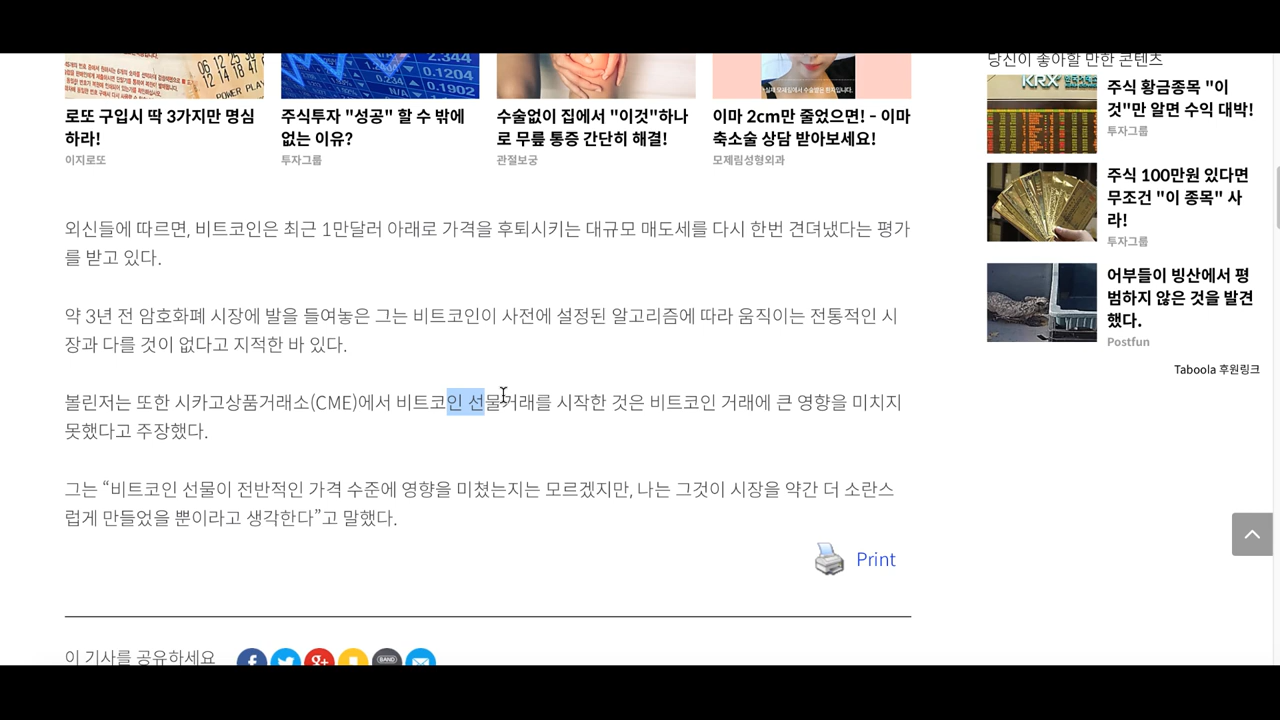 06 12 25 39
12 14 18 47
POWER PLAY
2.344
0.234
0.1204
0.1902
로또 구입시 딱 3가지만 명심
하라!
이지로또
주식투자 "성공" 할 수 밖에
없는 이유?
투자그룹
수술없이 집에서 "이것"하나
로 무릎 통증 간단히 해결!
관절보궁
이마 2cm만 줄었으면! - 이마
축소술 상담 받아보세요!
모제림성형외과
외신들에 따르면, 비트코인은 최근 1만달러 아래로 가격을 후퇴시키는 대규모 매도세를 다시 한번 견뎌냈다는 평가
를 받고 있다.
약 3년 전 암호화폐 시장에 발을 들여놓은 그는 비트코인이 사전에 설정된 알고리즘에 따라 움직이는 전통적인 시
장과 다를 것이 없다고 지적한 바 있다.
볼린저는 또한 시카고상품거래소(CME)에서 비트코인 선물거래를 시작한 것은 비트코인 거래에 큰 영향을 미치지
못했다고 주장했다.
그는 “비트코인 선물이 전반적인 가격 수준에 영향을 미쳤는지는 모르겠지만, 나는 그것이 시장을 약간 더 소란스
럽게 만들었을 뿐이라고 생각한다”고 말했다.
Print
이 기사를 공유하세요
f
g+
BAND
당신이 좋아할 만한 콘텐츠
KRX
주식 황금종목 "이
것"만 알면 수익 대박!
투자그룹
주식 100만원 있다면
무조건 "이 종목" 사
라!
투자그룹
어부들이 빙산에서 평
범하지 않은 것을 발견
했다.
Postfun
Taboola 후원링크